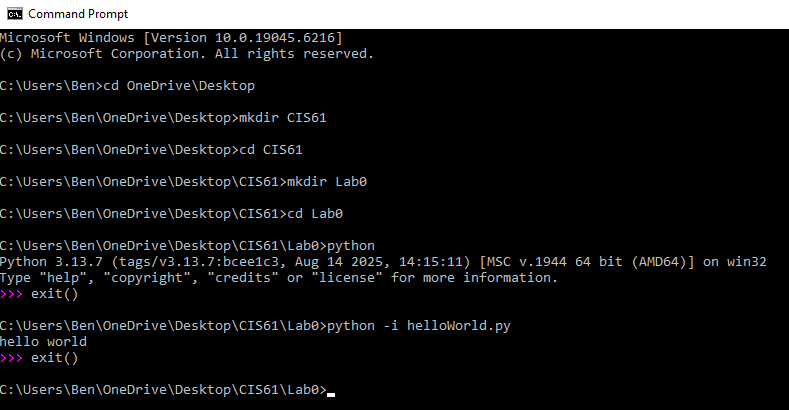 Command Prompt
Microsoft Windows [Version 10.0.19045.6216]
(c) Microsoft Corporation. All rights reserved.
C:\Users\Ben>cd OneDrive\Desktop
C:\Users\Ben\OneDrive\Desktop>mkdir CIS61
C:\Users\Ben\OneDrive\Desktop>cd CIS61
C:\Users\Ben\OneDrive\Desktop\CIS61>mkdir Lab0
C:\Users\Ben\OneDrive\Desktop\CIS61>cd Lab0
C:\Users\Ben\OneDrive\Desktop\CIS61\Lab0>python
Python 3.13.7 (tags/v3.13.7:bcee1c3, Aug 14 2025, 14:15:11) [MSC v.1944 64 bit (AMD64)] on win32
Type "help", "copyright", "credits" or "license" for more information.
>>> exit()
C:\Users\Ben\OneDrive\Desktop\CIS61\Lab0>python -i helloWorld.py
hello world
>>> exit()
C:\Users\Ben\OneDrive\Desktop\CIS61\Lab0>